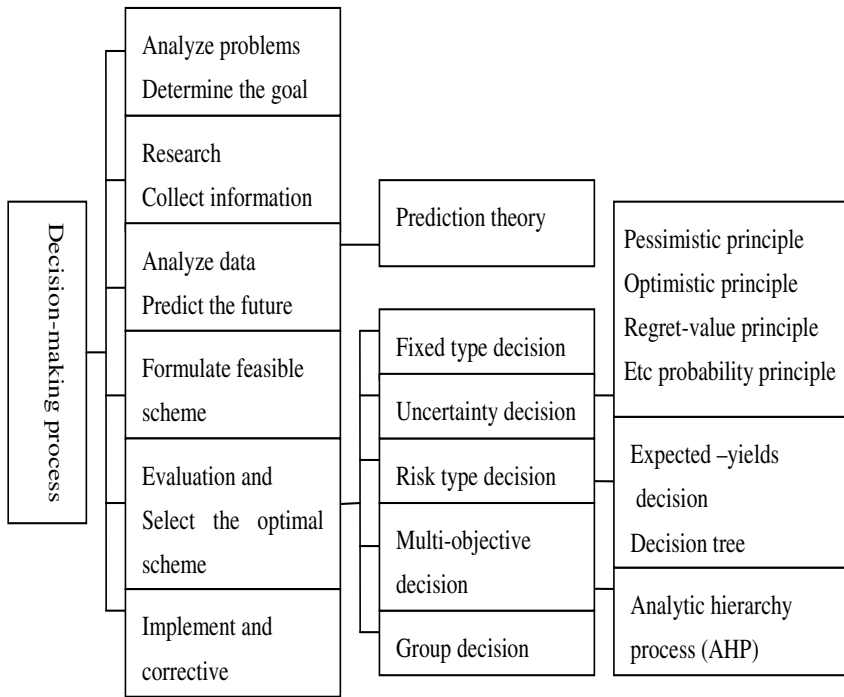 Decision-making process
Analyze problems
Determine the goal
Research
Collect information
Analyze data
Predict the future
Formulate feasible
scheme
Evaluation and
Select the optimal
scheme
Implement and
corrective
Prediction theory
Fixed type decision
Uncertainty decision
Risk type decision
Multi-objective
decision
Group decision
Pessimistic principle
Optimistic principle
Regret-value principle
Etc probability principle
Expected –yields
decision
Decision tree
Analytic hierarchy
process (AHP)